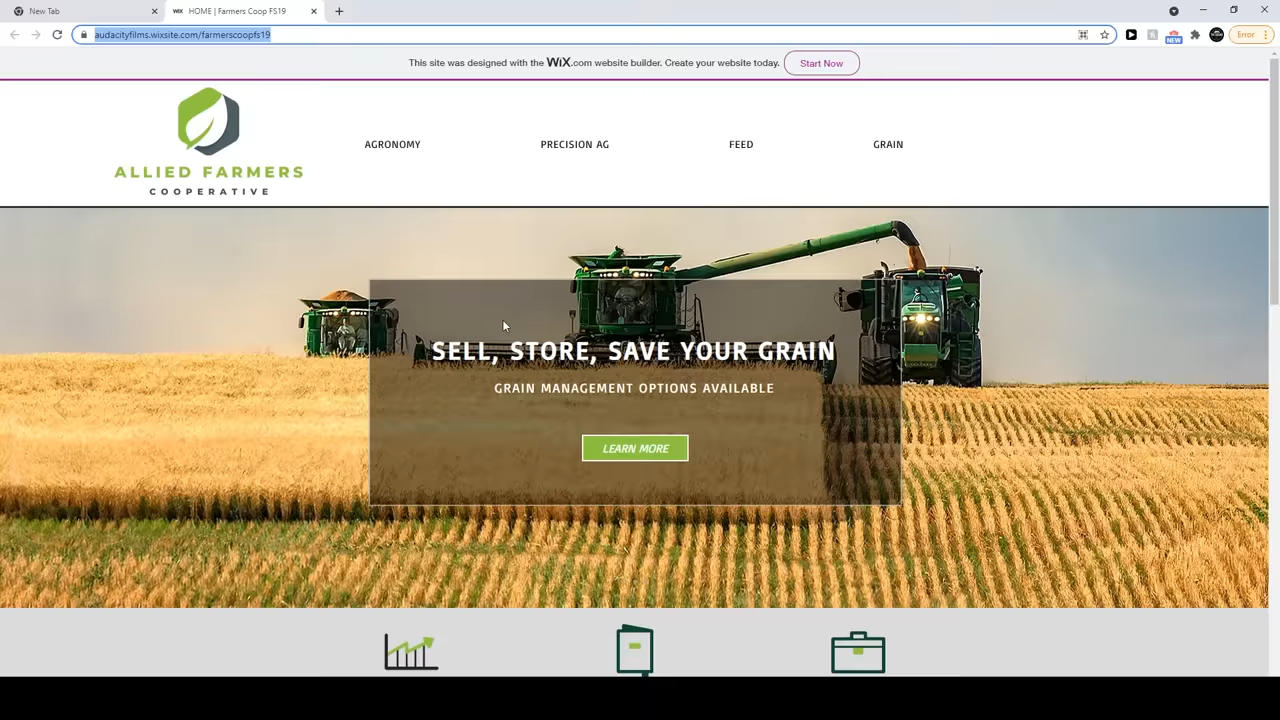 New Tab
WiX HOME | Farmers Coop FS19
audacityfilms.wixsite.com/farmerscoopfs19
NEW
Error
This site was designed with the WiX.com website builder. Create your website today.
Start Now
ALLIED FARMERS
COOPERATIVE
AGRONOMY
PRECISION AG
FEED
GRAIN
SELL, STORE, SAVE YOUR GRAIN
GRAIN MANAGEMENT OPTIONS AVAILABLE
LEARN MORE